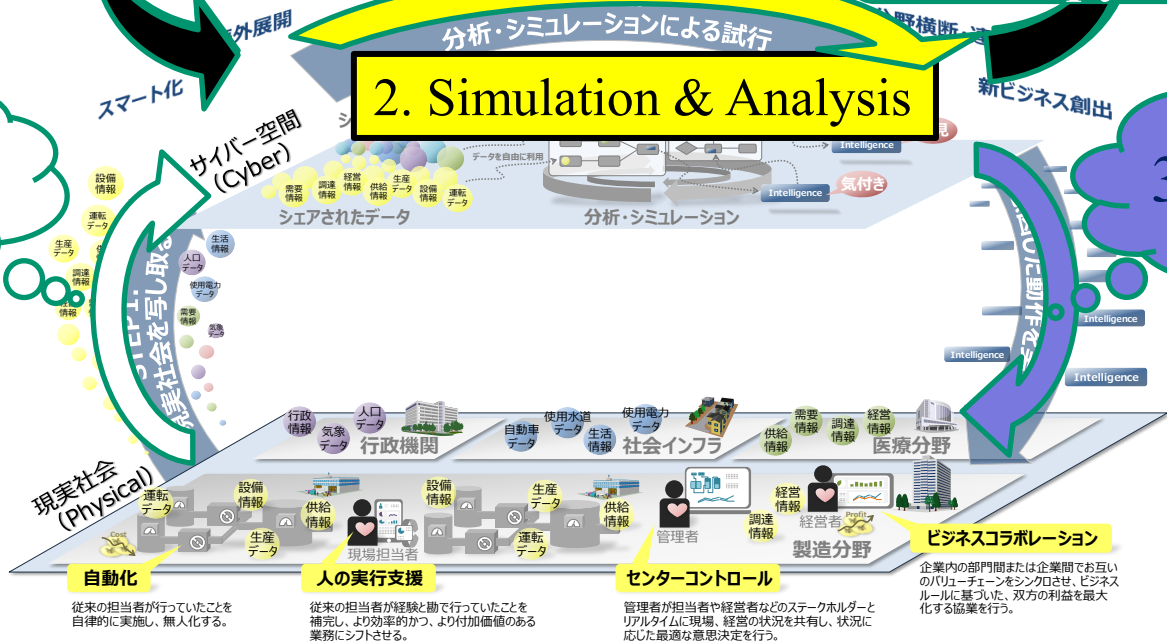 外展開
分析・シミュレーションによる試行
分野横断・連
スマート化
2. Simulation & Analysis
新ビジネス創出
サイバー空間
(Cyber)
データを自由に利用
Intelligence
見
Intelligence
気付き
設備
情報
運転
データ
生産
データ
調達
情報
需要
情報
調達
情報
経営
情報
供給
情報
生産
データ
設備
情報
運転
データ
シェアされたデータ
分析・シミュレーション
STEP1:
現実社会を写し取る
生活
情報
人口
データ
使用電力
データ
需要
情報
気象
データ
した動作を
Intelligence
Intelligence
Intelligence
行政
情報
気象
データ
人口
データ
行政機関
自動車
データ
使用水道
データ
生活
情報
使用電力
データ
社会インフラ
供給
情報
需要
情報
調達
情報
経営
情報
医療分野
現実社会
(Physical)
運転
データ
設備
情報
生産
データ
供給
情報
Cost
現場担当者
設備
情報
生産
データ
運転
データ
供給
情報
管理者
調達
情報
経営
情報
経営者
Profit
製造分野
自動化
従来の担当者が行っていたことを
自律的に実施し、無人化する。
人の実行支援
従来の担当者が経験と勘で行っていたことを
補完し、より効率的かつ、より付加価値のある
業務にシフトさせる。
センターコントロール
管理者が担当者や経営者などのステークホルダーと
リアルタイムに現場、経営の状況を共有し、状況に
応じた最適な意思決定を行う。
ビジネスコラボレーション
企業内の部門間または企業間でお互い
のバリューチェーンをシンクロさせ、ビジネス
ルールに基づいた、双方の利益を最大
化する協業を行う。